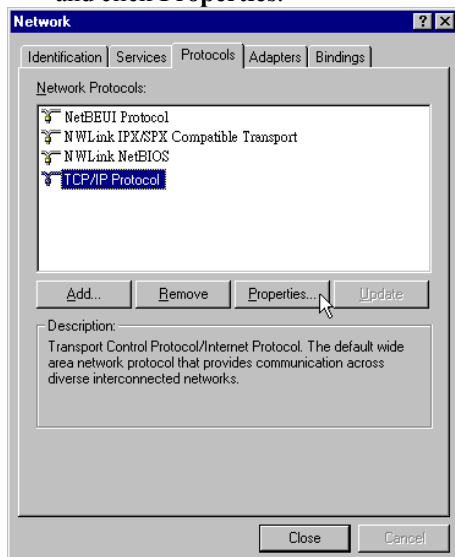 and click Properties.
Network
Identification Services Protocols Adapters Bindings
Network Protocols:
NetBEUI Protocol
NWLink IPX/SPX Compatible Transport
NWLink NetBIOS
TCP/IP Protocol
Add... Remove Properties... Update
Description:
Transport Control Protocol/Internet Protocol. The default wide
area network protocol that provides communication across
diverse interconnected networks.
Close Cancel